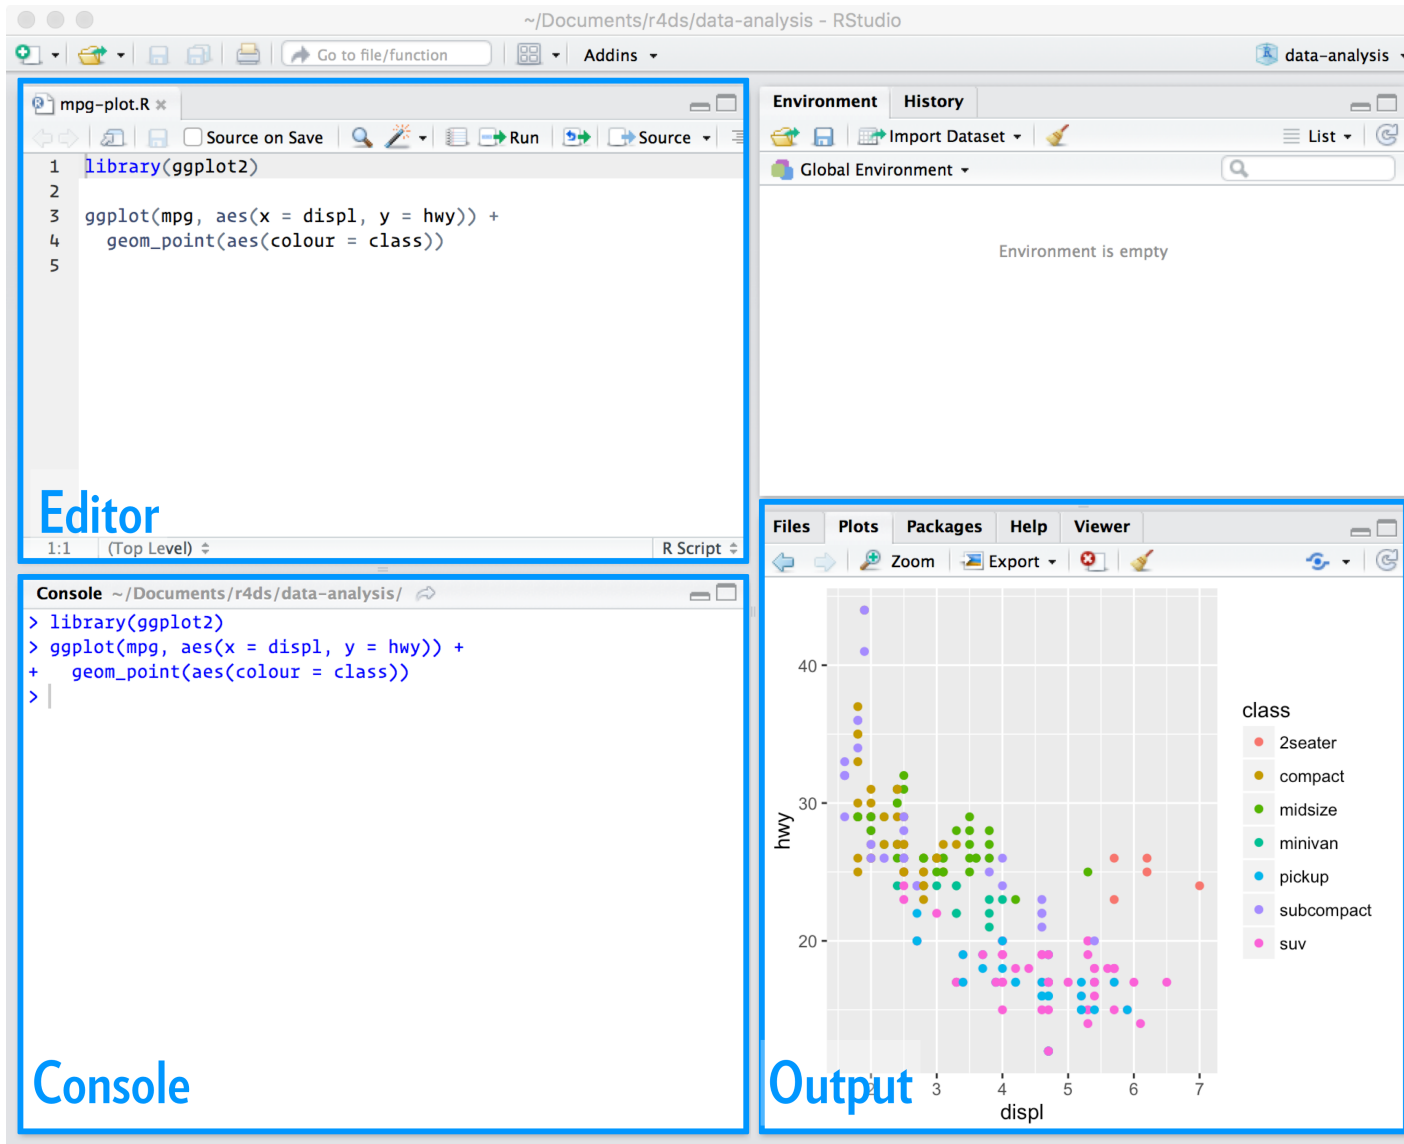 ~/Documents/r4ds/data-analysis - RStudio
Go to file/function Addins data-analysis
mpg-plot.R
Source on Save Run Source
1 library(ggplot2)
2
3 ggplot(mpg, aes(x = displ, y = hwy)) +
4 geom_point(aes(colour = class))
5
Editor
1:1 (Top Level) R Script
Console ~/Documents/r4ds/data-analysis/
> library(ggplot2)
> ggplot(mpg, aes(x = displ, y = hwy)) +
+ geom_point(aes(colour = class))
>
Console
Environment History
Import Dataset List
Global Environment
Environment is empty
Files Plots Packages Help Viewer
Zoom Export
40
30
20
hwy
2 3 4 5 6 7
displ
class
2seater
compact
midsize
minivan
pickup
subcompact
suv
Output